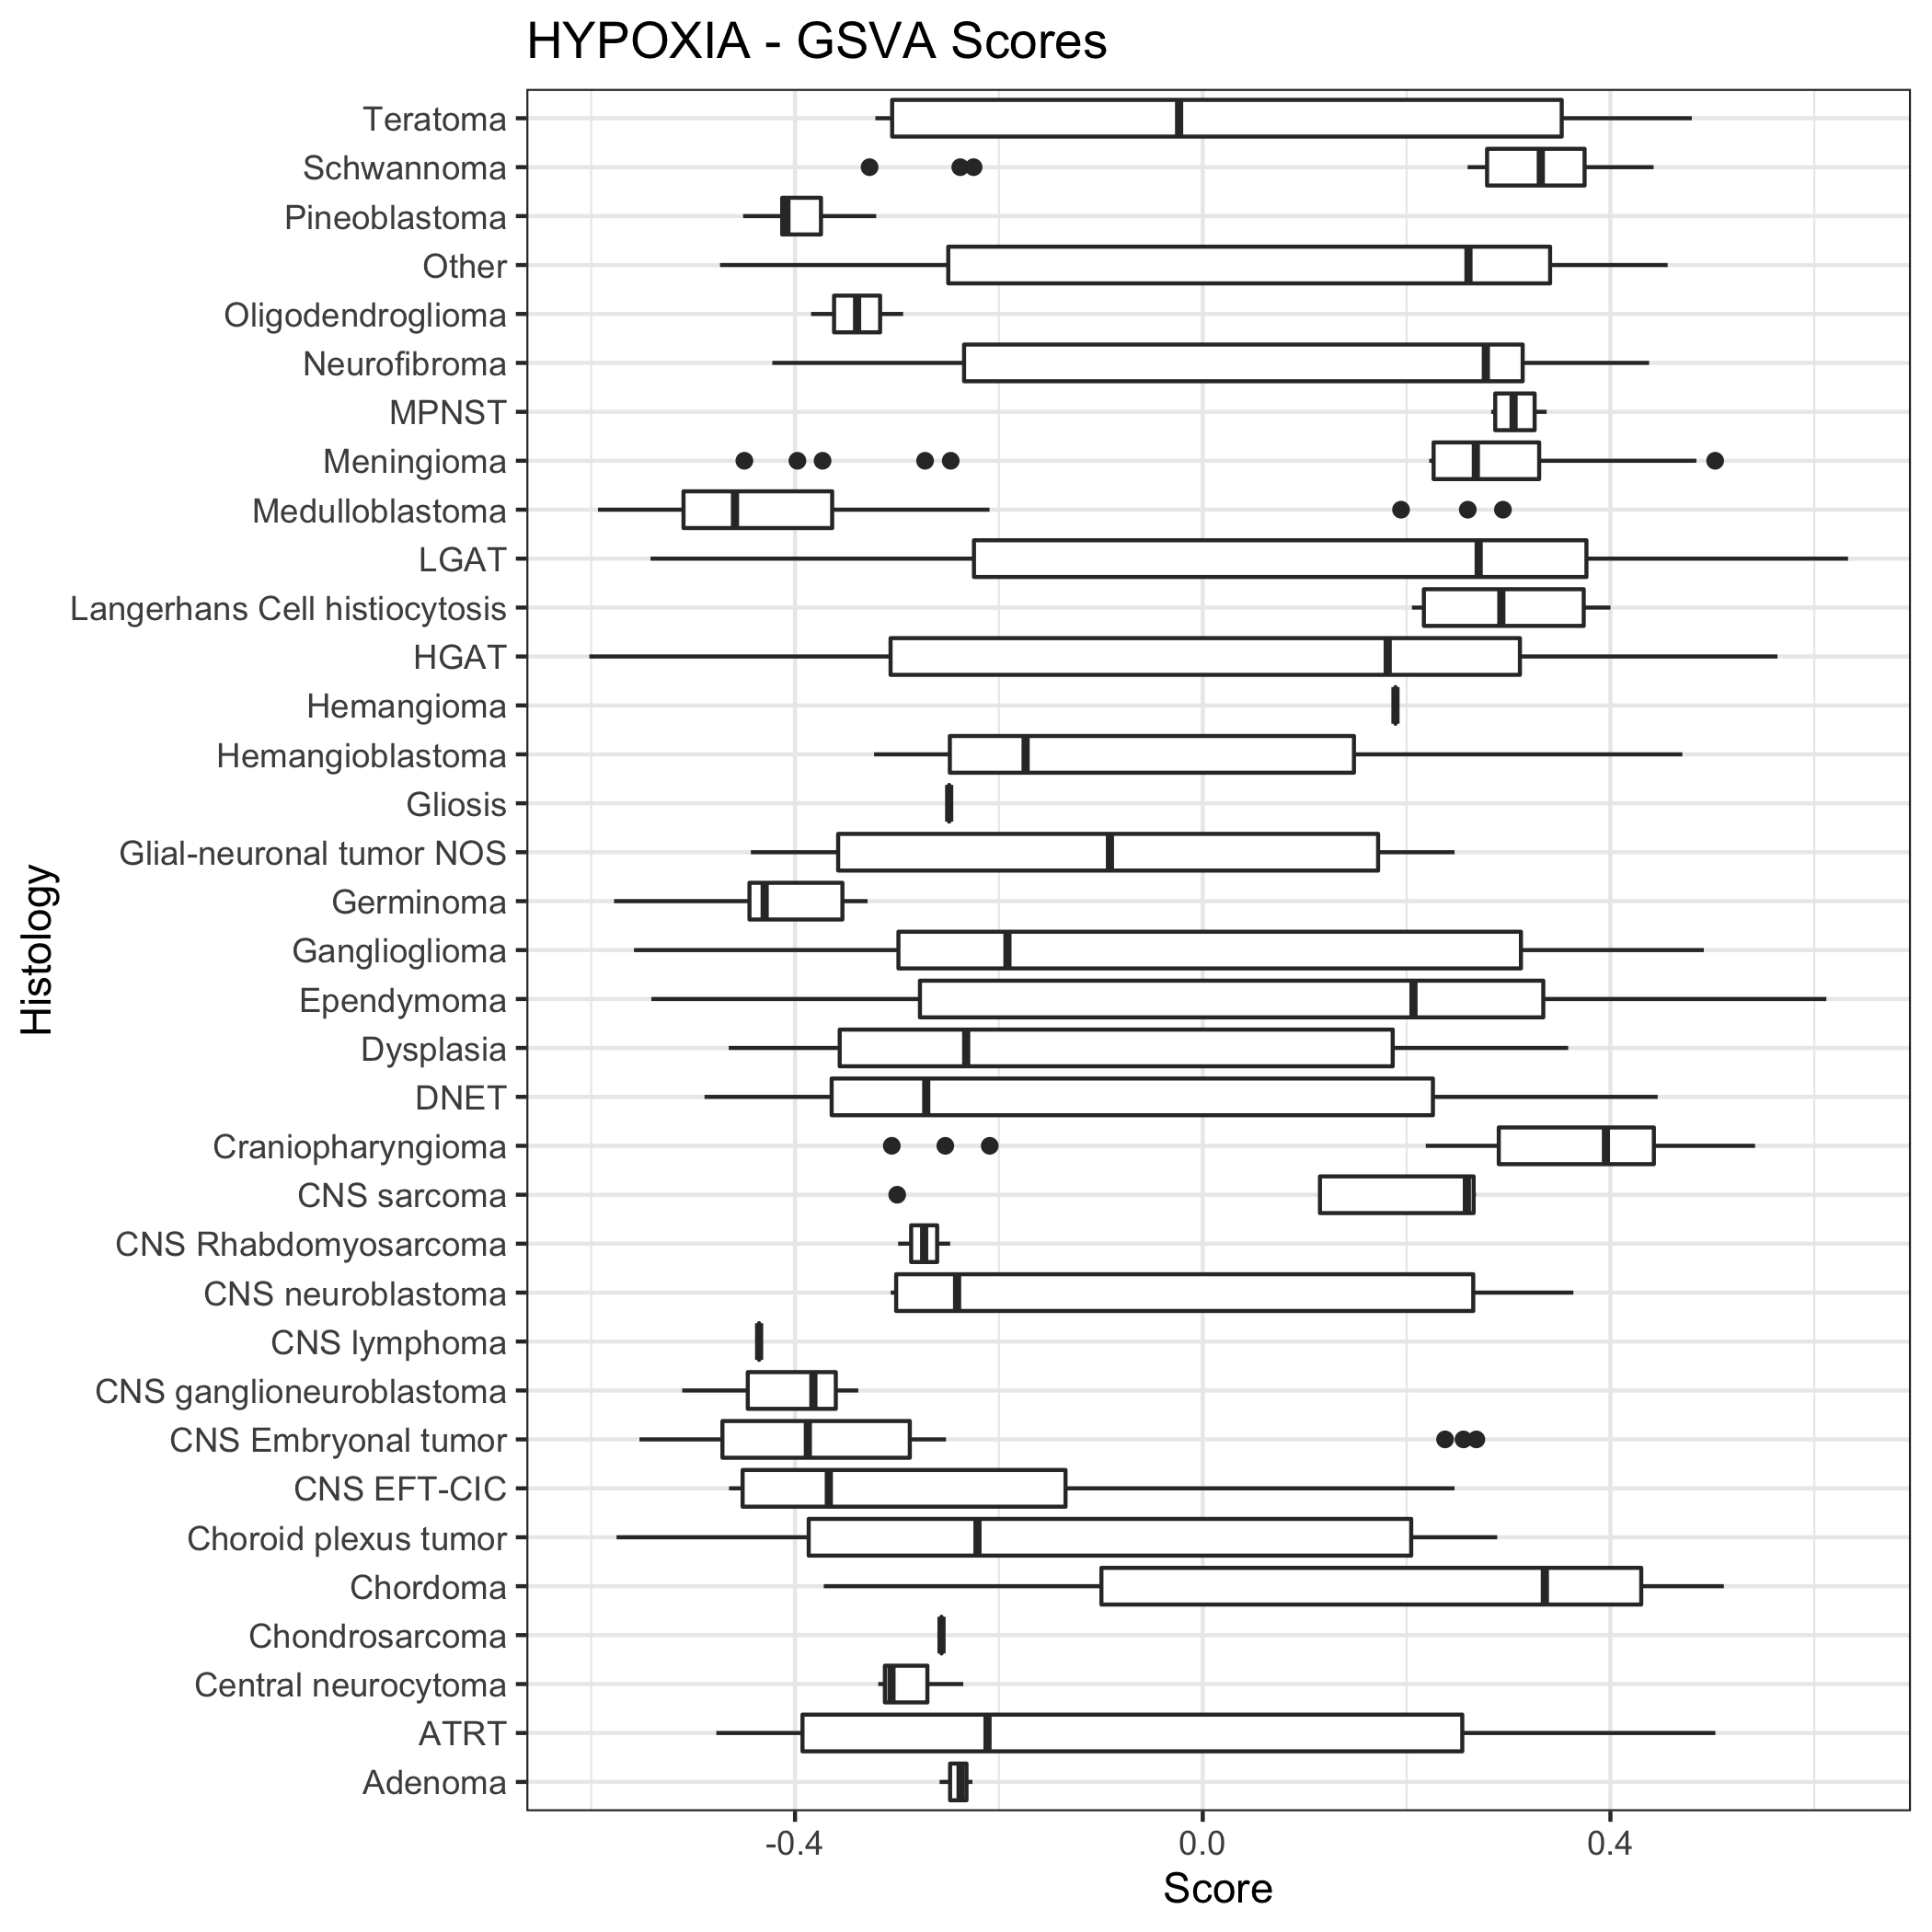 HYPOXIA - GSVA Scores
Histology
Teratoma
Schwannoma
Pineoblastoma
Other
Oligodendroglioma
Neurofibroma
MPNST
Meningioma
Medulloblastoma
LGAT
Langerhans Cell histiocytosis
HGAT
Hemangioma
Hemangioblastoma
Gliosis
Glial-neuronal tumor NOS
Germinoma
Ganglioglioma
Ependymoma
Dysplasia
DNET
Craniopharyngioma
CNS sarcoma
CNS Rhabdomyosarcoma
CNS neuroblastoma
CNS lymphoma
CNS ganglioneuroblastoma
CNS Embryonal tumor
CNS EFT-CIC
Choroid plexus tumor
Chordoma
Chondrosarcoma
Central neurocytoma
ATRT
Adenoma
-0.4 0.0 0.4
Score